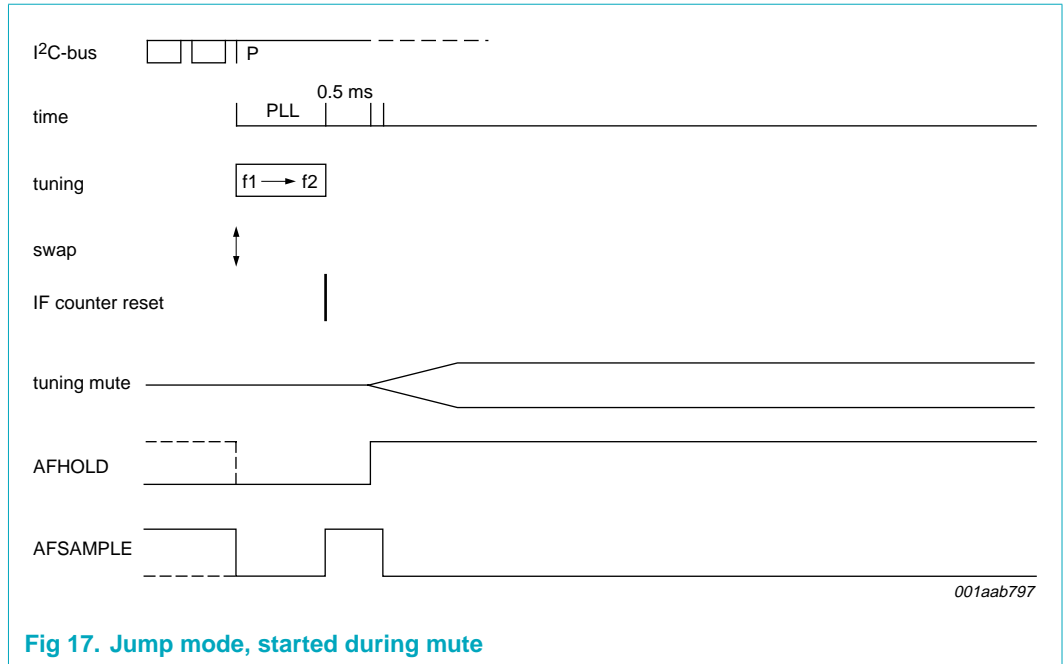 I²C-bus
P
0.5 ms
time
PLL
tuning
f1 → f2
swap
IF counter reset
tuning mute
AFHOLD
AFSAMPLE
001aab797
Fig 17. Jump mode, started during mute